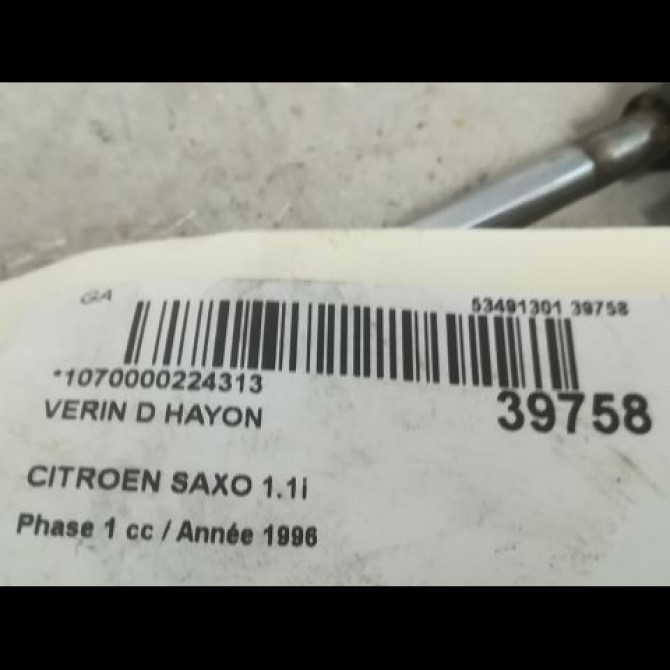 GA
53491301 39758
*1070000224313
39758
VERIN D HAYON
CITROEN SAXO 1.1i
Phase 1 cc / Année 1996